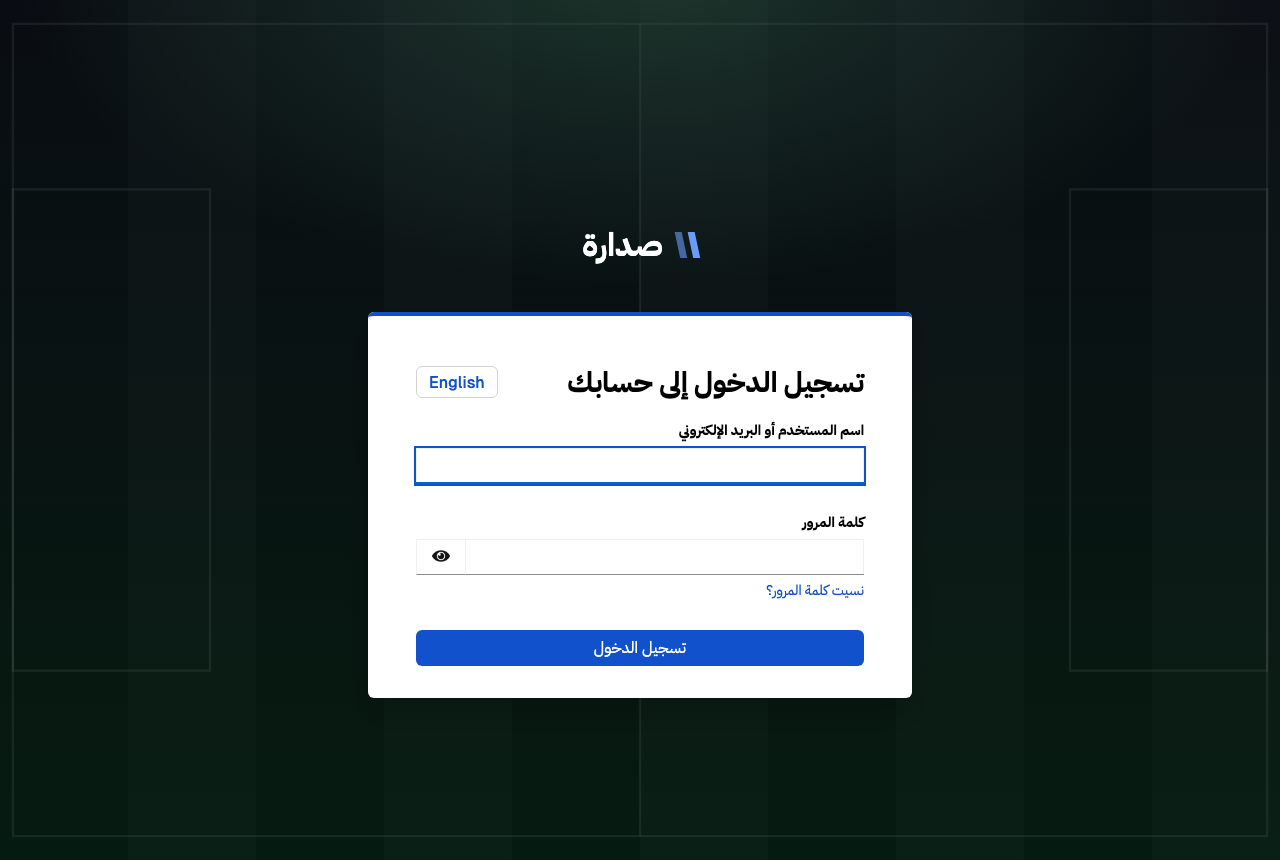 صدارة
تسجيل الدخول إلى حسابك
English
اسم المستخدم أو البريد الإلكتروني
كلمة المرور
نسيت كلمة المرور؟
تسجيل الدخول